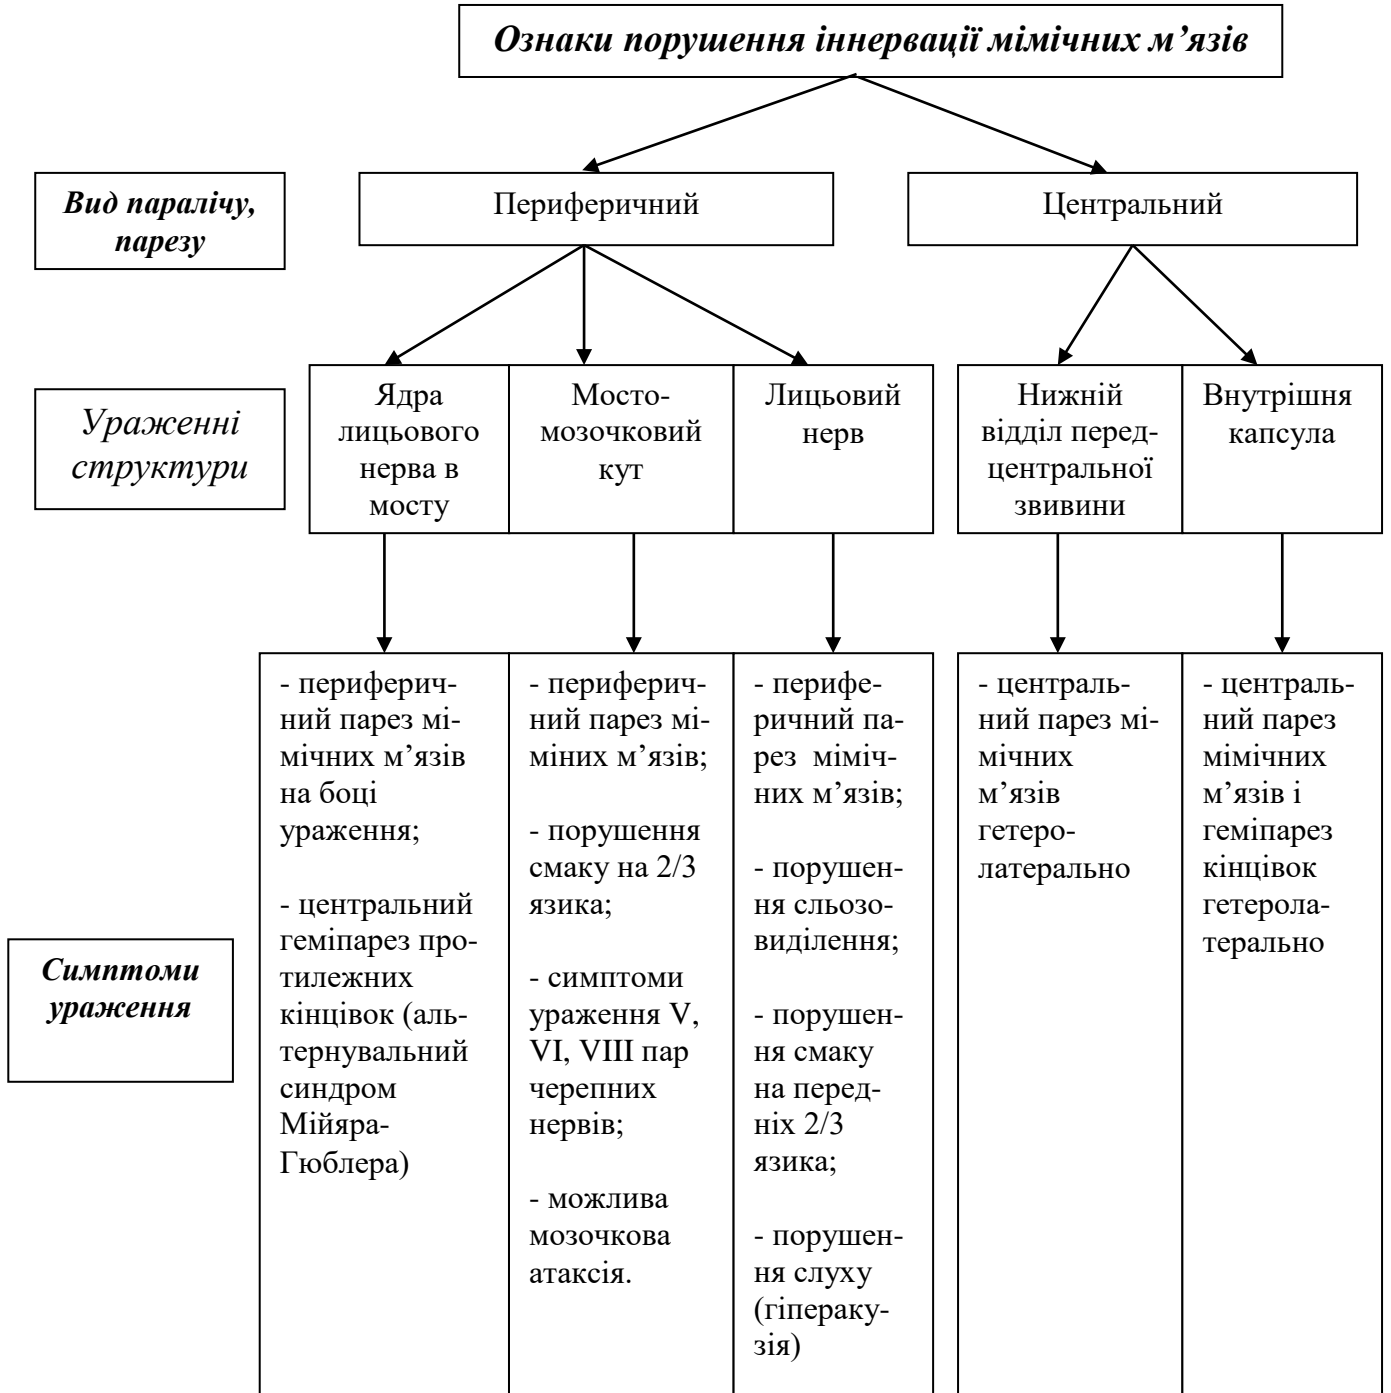 Ознаки порушення іннервації мімічних м’язів
Вид паралічу,
парезу
Периферичний
Центральний
Ураженні
структури
Ядра
лицьового
нерва в
мосту
Мосто-
мозочковий
кут
Лицьовий
нерв
Нижній
відділ перед-
центральної
звивини
Внутрішня
капсула
Симптоми
ураження
- перифе­рич-
ний парез мі-
мічних м’язів
на боці
ураження;
- центральний
геміпарез про-
тилежних
кінцівок (аль-
тернувальний
синдром
Мійяра-
Гюблера)
- периферич-
ний парез мі-
міних м’язів;
- порушення
смаку на 2/3
язика;
- симптоми
ураження V,
VI, VIII пар
черепних
нервів;
- можлива
мозочкова
атаксія.
- перифе-
ричний па-
рез міміч-
них м’язів;
- порушен-
ня сльозо-
виділення;
- порушен-
ня смаку
на перед-
ніх 2/3
язика;
- порушен-
ня слуху
(гіпераку-
зія)
- централь-
ний парез мі-
мічних
м’язів
гетеро-
латерально
- централь-
ний парез
мімічних
м’язів і
геміпарез
кінцівок
гетерола-
терально